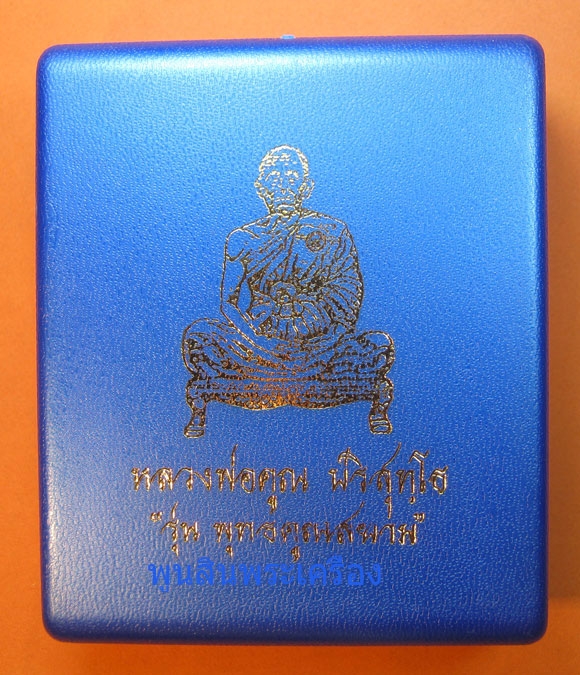 หลวงพ่อคูณ ปริสุทฺโธ
"รุ่น พุทธคูณสยาม"
พูนสินพระเครื่อง